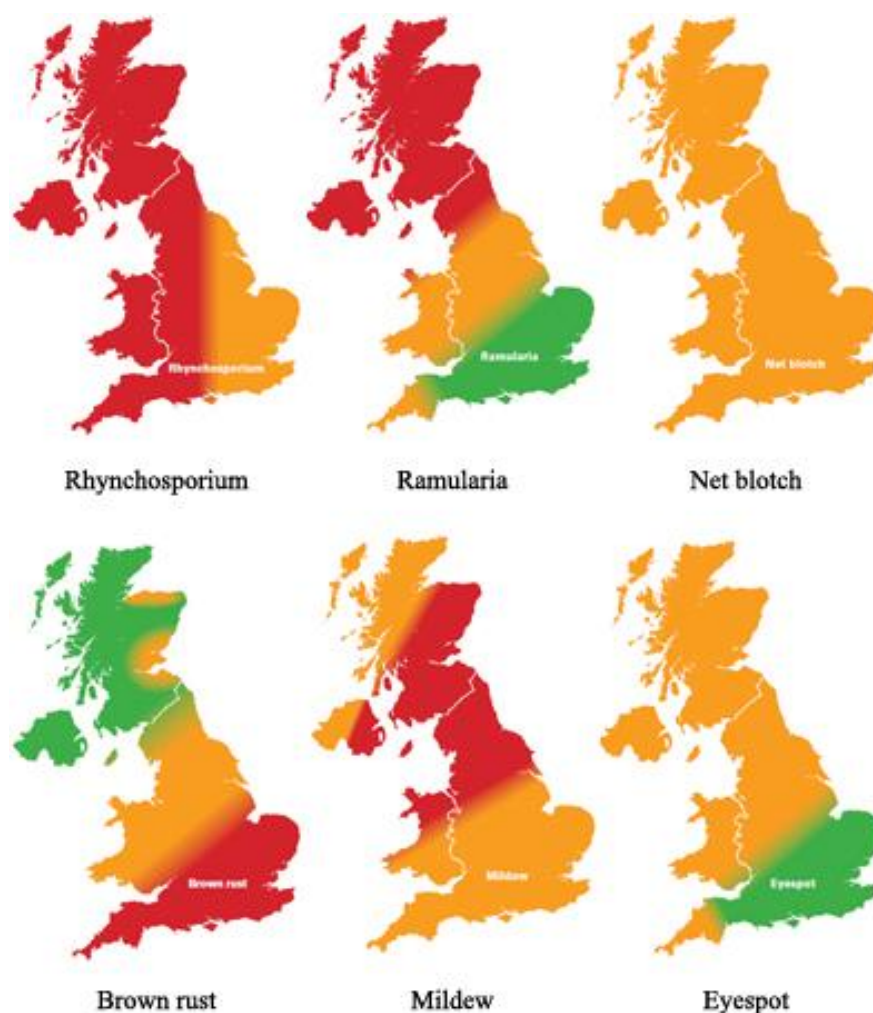 Rhynchosporium
Ramularia
Net blotch
Rhynchosporium
Ramularia
Net blotch
Brown rust
Mildew
Eyespot
Brown rust
Mildew
Eyespot